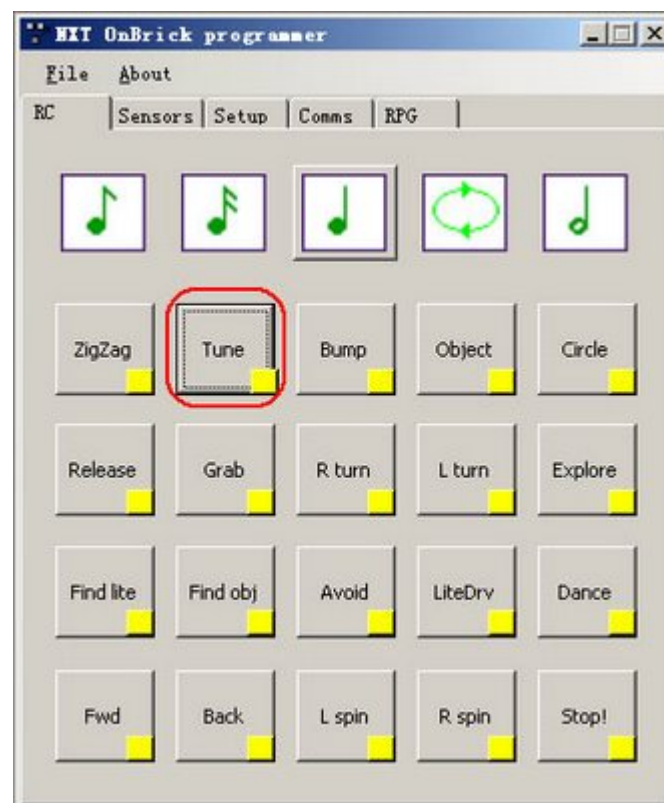 NXT OnBrick programmer
File About
RC Sensors Setup Comms RPG
ZigZag Tune Bump Object Circle
Release Grab R turn L turn Explore
Find lite Find obj Avoid LiteDrv Dance
Fwd Back L spin R spin Stop!